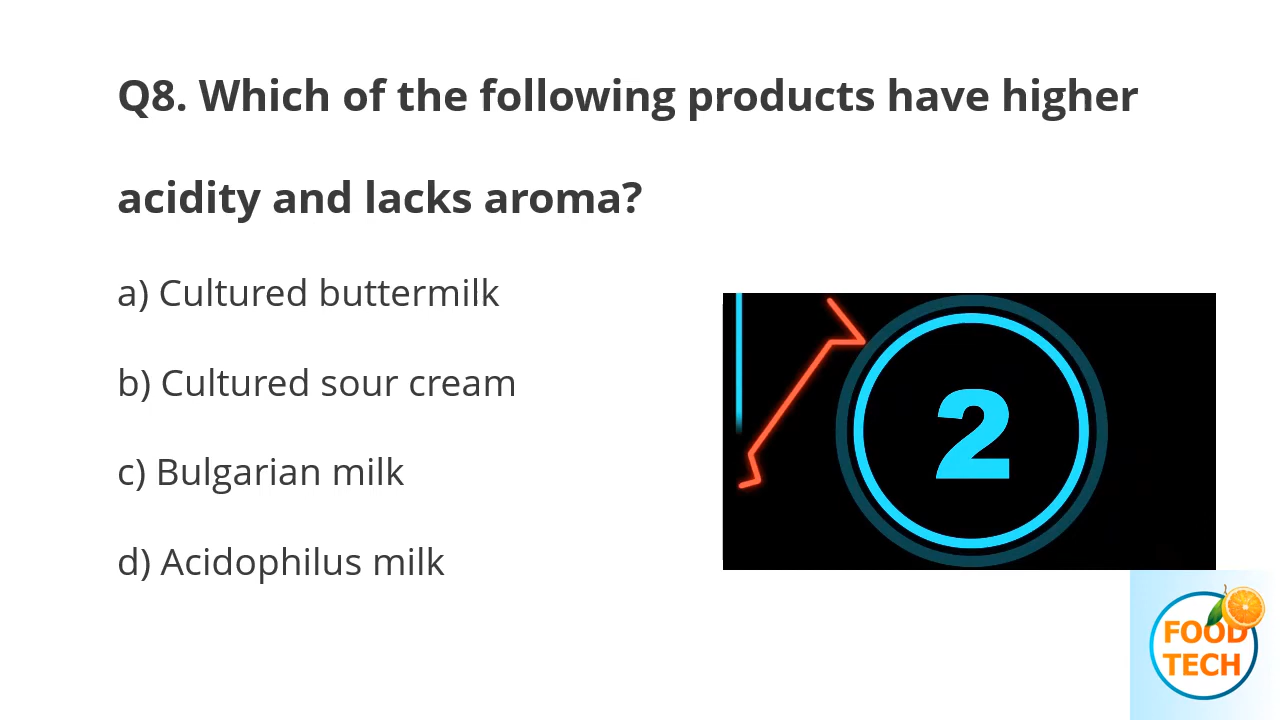 Q8. Which of the following products have higher
acidity and lacks aroma?
a) Cultured buttermilk
b) Cultured sour cream
c) Bulgarian milk
d) Acidophilus milk
2
FOOD
TECH